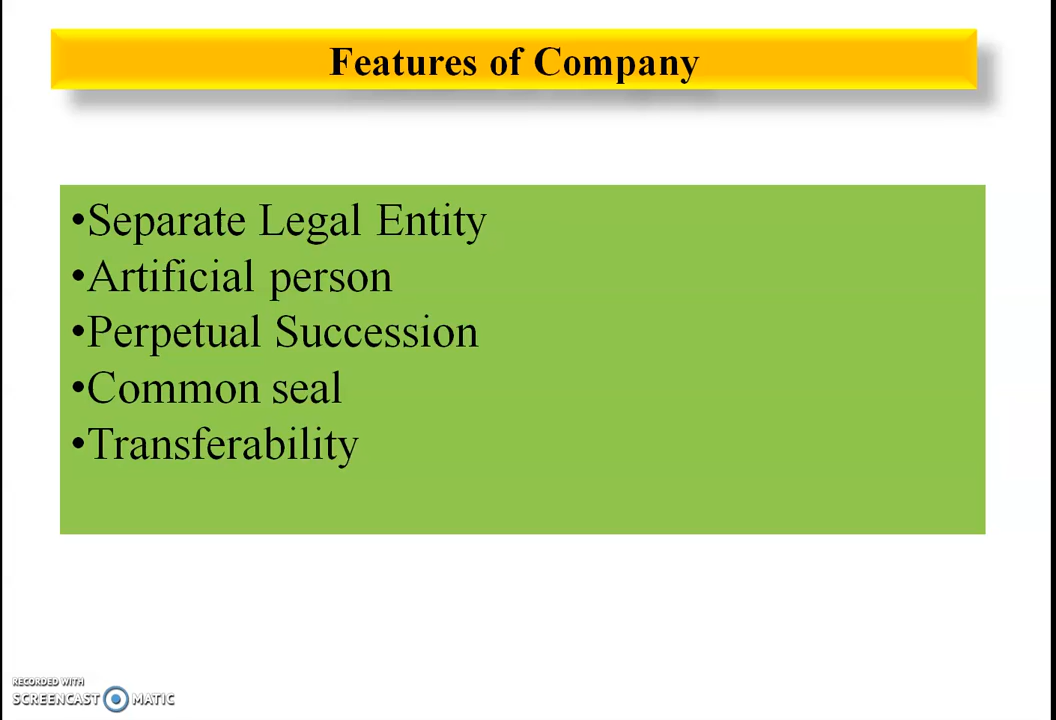 Features of Company
•Separate Legal Entity
•Artificial person
•Perpetual Succession
•Common seal
•Transferability
RECORDED WITH
SCREENCAST MATIC